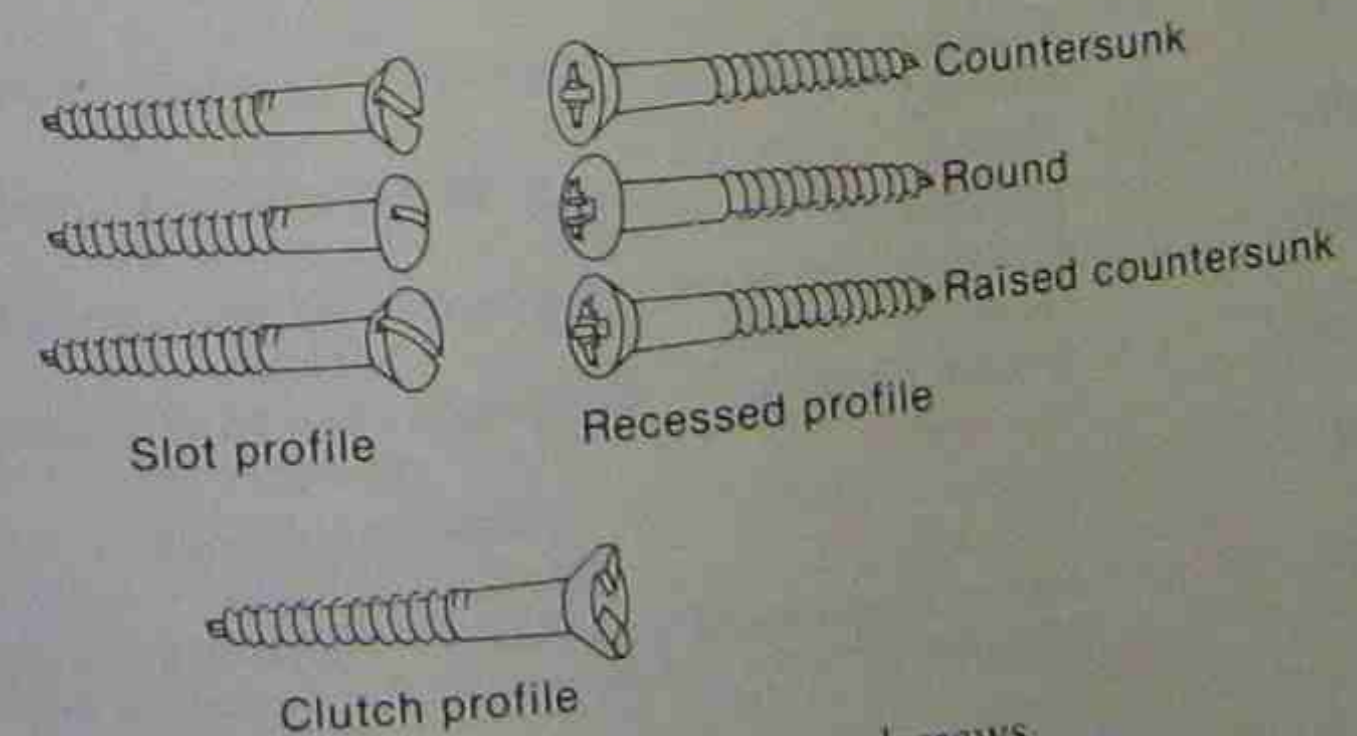 Countersunk
Round
Raised countersunk
Slot profile
Recessed profile
Clutch profile